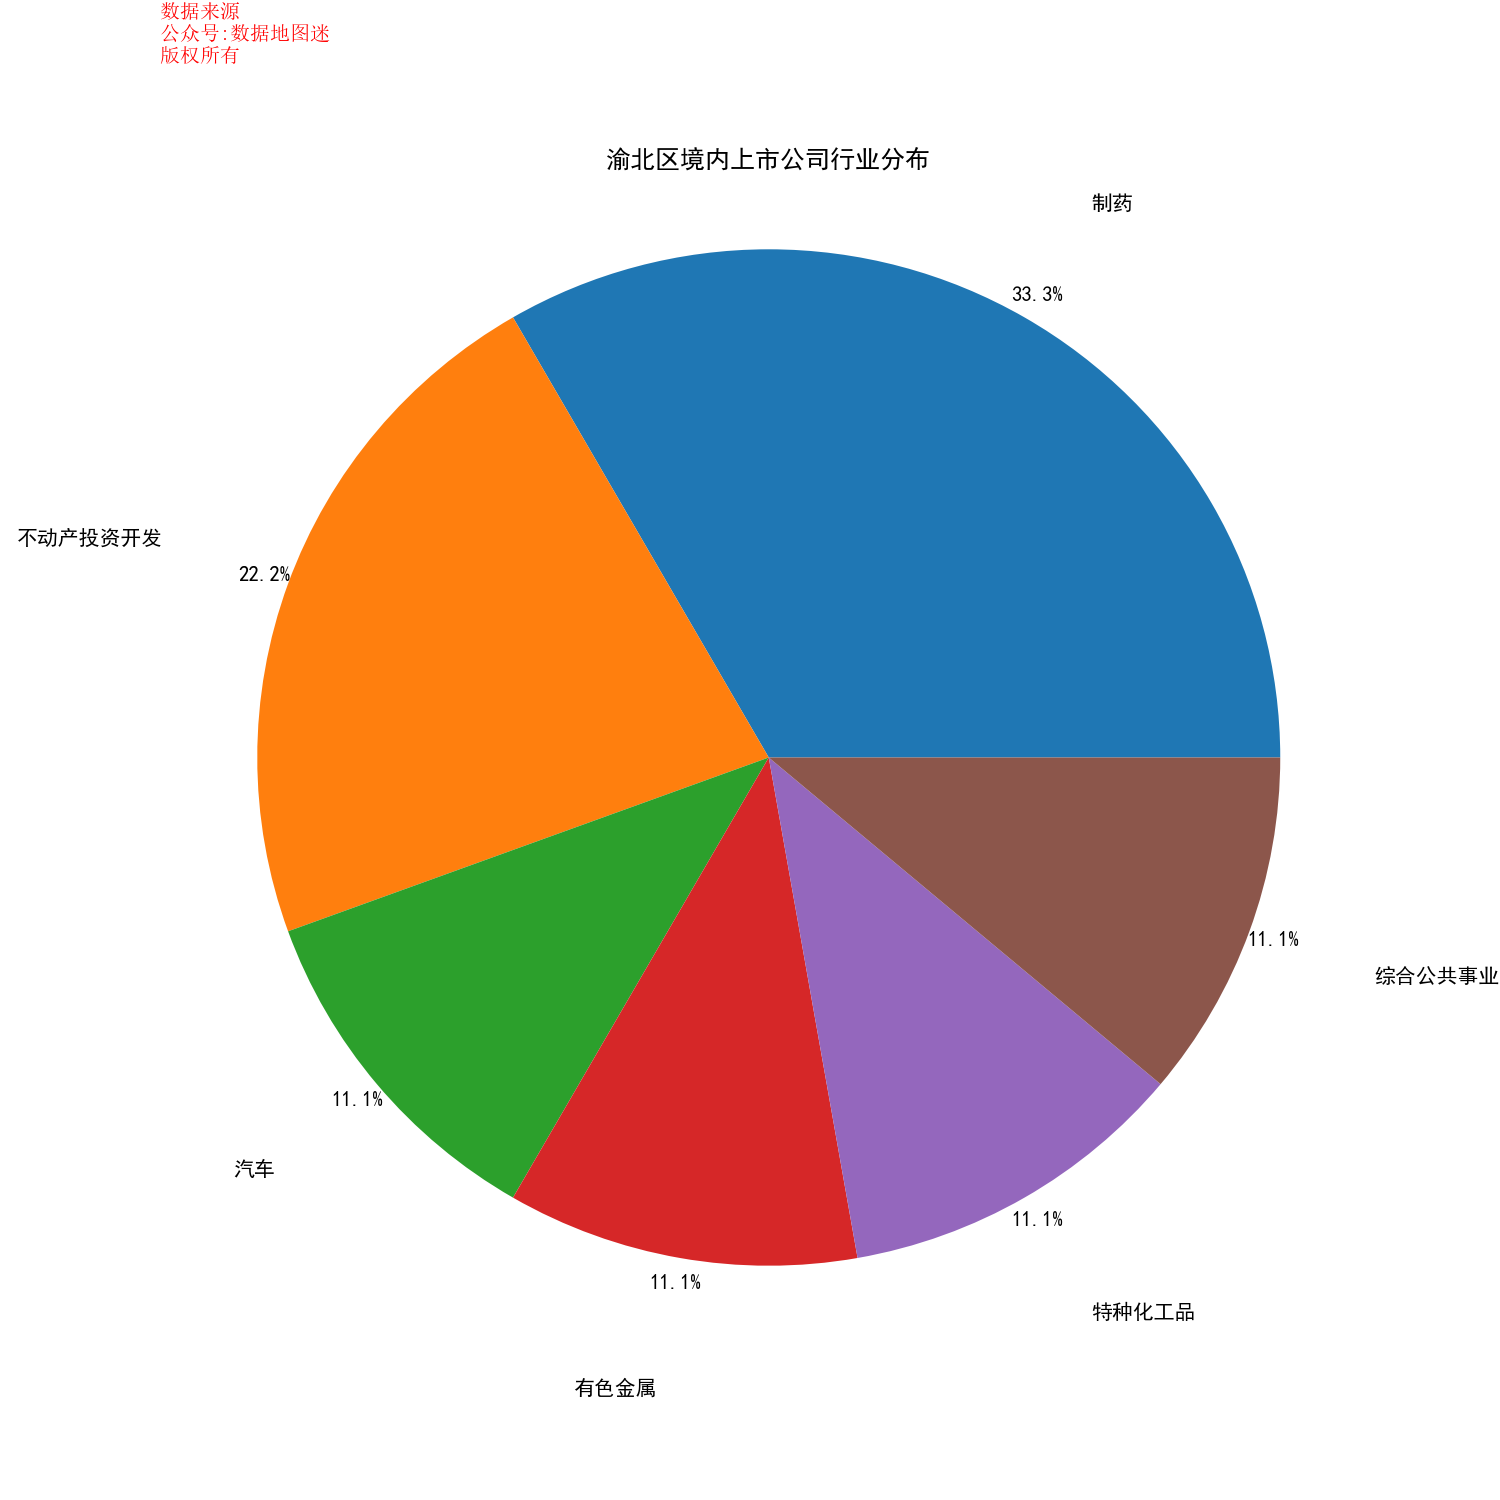 数据来源
公众号:数据地图迷
版权所有
渝北区境内上市公司行业分布
制药
33.3%
不动产投资开发
22.2%
11.1%
综合公共事业
11.1%
汽车
11.1%
特种化工品
11.1%
有色金属